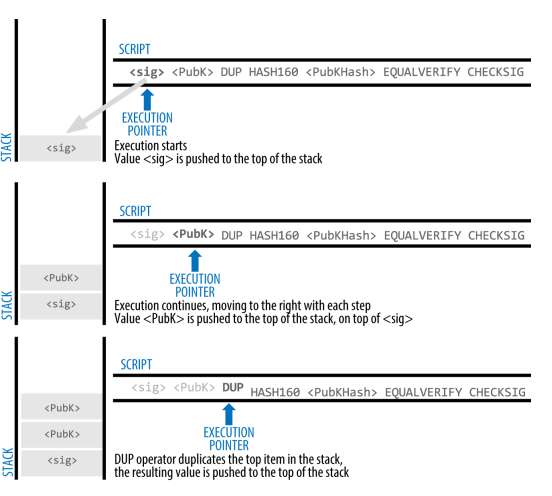 SCRIPT
<sig> <PubK> DUP HASH160 <PubKHash> EQUALVERIFY CHECKSIG
EXECUTION
POINTER
STACK
<sig>
Execution starts
Value <sig> is pushed to the top of the stack
SCRIPT
<sig> <PubK> DUP HASH160 <PubKHash> EQUALVERIFY CHECKSIG
EXECUTION
POINTER
STACK
<PubK>
<sig>
Execution continues, moving to the right with each step
Value <PubK> is pushed to the top of the stack, on top of <sig>
SCRIPT
<sig> <PubK> DUP HASH160 <PubKHash> EQUALVERIFY CHECKSIG
EXECUTION
POINTER
STACK
<PubK>
<PubK>
<sig>
DUP operator duplicates the top item in the stack,
the resulting value is pushed to the top of the stack